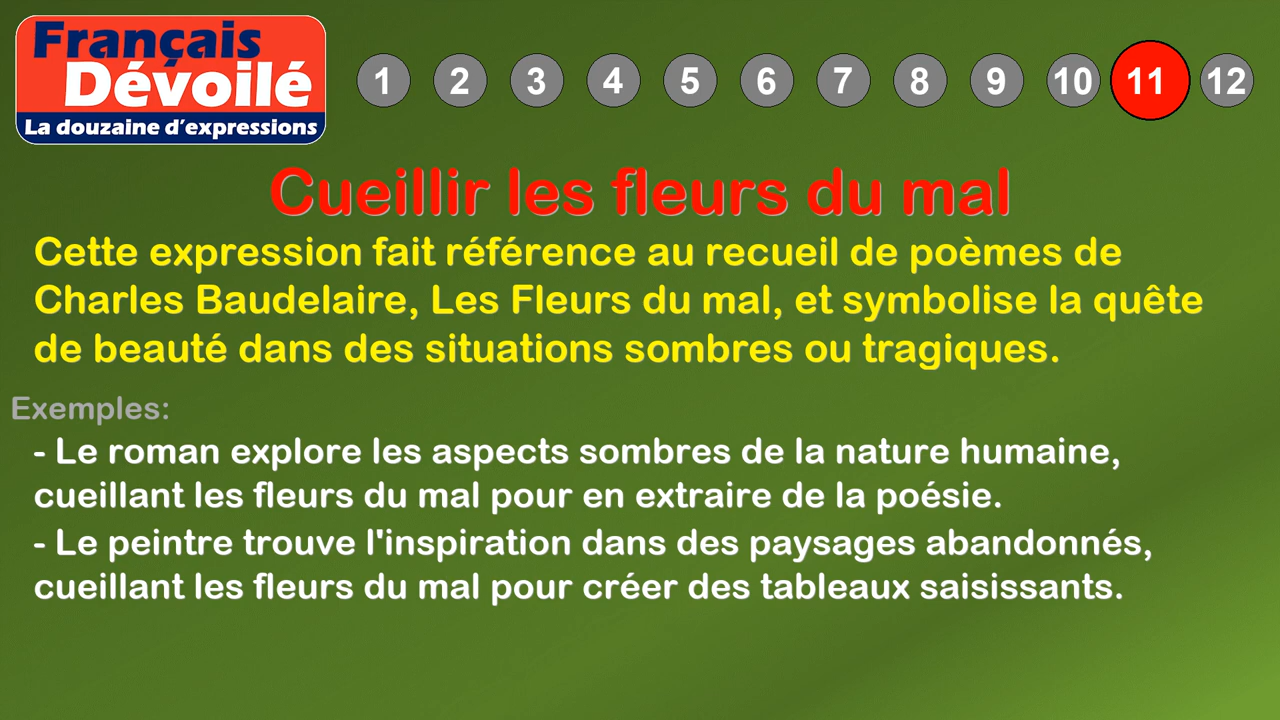 Français
Dévoilé
La douzaine d'expressions
1 2 3 4 5 6 7 8 9 10 11 12
Cueillir les fleurs du mal
Cette expression fait référence au recueil de poèmes de
Charles Baudelaire, Les Fleurs du mal, et symbolise la quête
de beauté dans des situations sombres ou tragiques.
Exemples:
- Le roman explore les aspects sombres de la nature humaine,
cueillant les fleurs du mal pour en extraire de la poésie.
- Le peintre trouve l'inspiration dans des paysages abandonnés,
cueillant les fleurs du mal pour créer des tableaux saisissants.